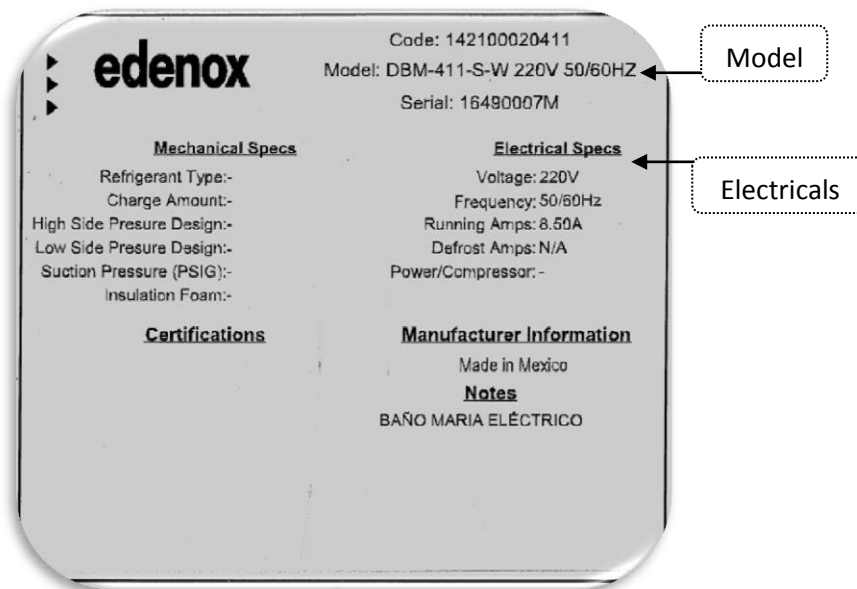 edenox
Code: 142100020411
Model: DBM-411-S-W 220V 50/60HZ
Serial: 16490007M
Model
Mechanical Specs
Refrigerant Type:-
Charge Amount:-
High Side Presure Design:-
Low Side Presure Design:-
Suction Pressure (PSIG):-
Insulation Foam:-
Electrical Specs
Voltage: 220V
Frequency: 50/60Hz
Running Amps: 8.50A
Defrost Amps: N/A
Power/Compressor: -
Electricals
Certifications
Manufacturer Information
Made in Mexico
Notes
BAÑO MARIA ELÉCTRICO